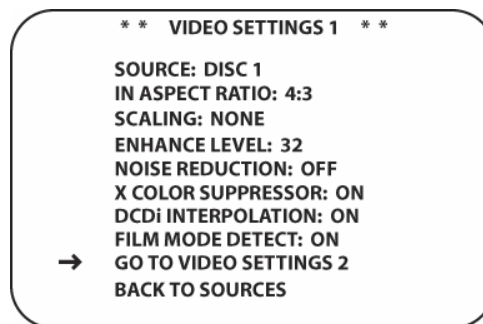 * * VIDEO SETTINGS 1 * *
SOURCE: DISC 1
IN ASPECT RATIO: 4:3
SCALING: NONE
ENHANCE LEVEL: 32
NOISE REDUCTION: OFF
X COLOR SUPPRESSOR: ON
DCDi INTERPOLATION: ON
FILM MODE DETECT: ON
→ GO TO VIDEO SETTINGS 2
BACK TO SOURCES